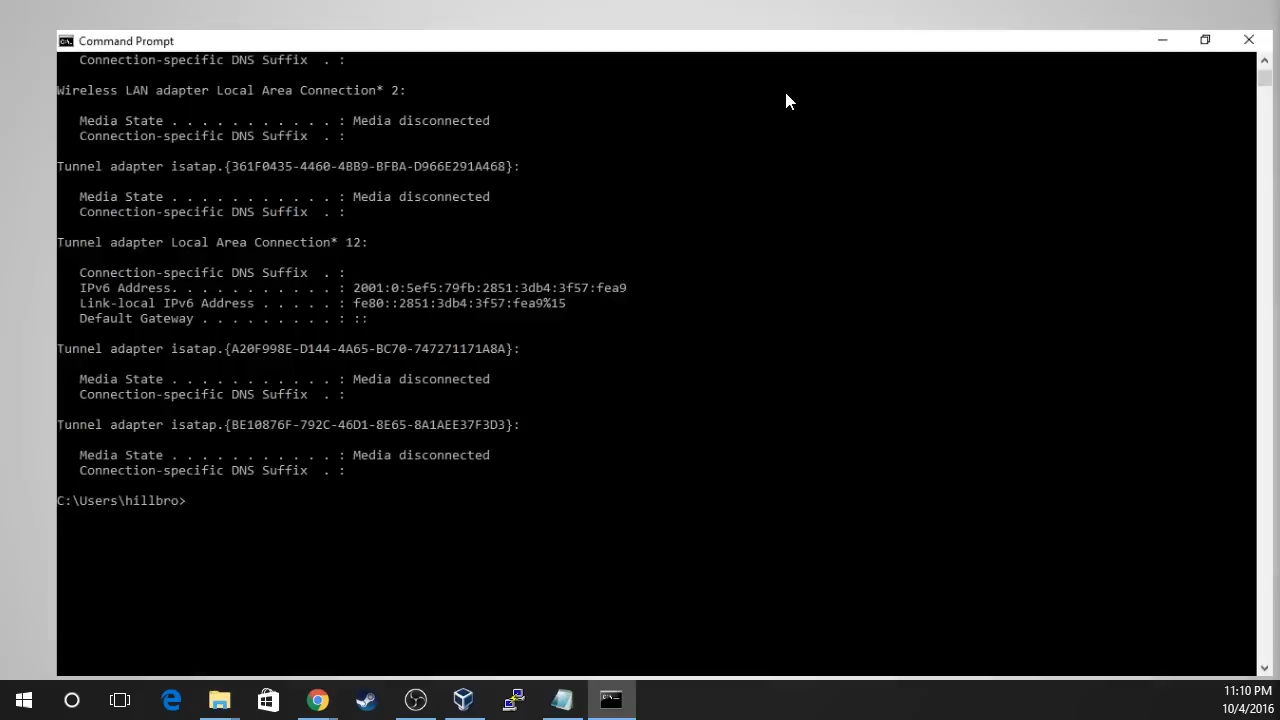 Command Prompt
Connection-specific DNS Suffix  . :
Wireless LAN adapter Local Area Connection* 2:
Media State . . . . . . . . . . . : Media disconnected
Connection-specific DNS Suffix  . :
Tunnel adapter isatap.{361F0435-4460-4BB9-BFBA-D966E291A468}:
Media State . . . . . . . . . . . : Media disconnected
Connection-specific DNS Suffix  . :
Tunnel adapter Local Area Connection* 12:
Connection-specific DNS Suffix  . :
IPv6 Address. . . . . . . . . . . : 2001:0:5ef5:79fb:2851:3db4:3f57:fea9
Link-local IPv6 Address . . . . . : fe80::2851:3db4:3f57:fea9%15
Default Gateway . . . . . . . . . : ::
Tunnel adapter isatap.{A20F998E-D144-4A65-BC70-747271171A8A}:
Media State . . . . . . . . . . . : Media disconnected
Connection-specific DNS Suffix  . :
Tunnel adapter isatap.{BE10876F-792C-46D1-8E65-8A1AEE37F3D3}:
Media State . . . . . . . . . . . : Media disconnected
Connection-specific DNS Suffix  . :
C:\Users\hillbro>
11:10 PM
10/4/2016